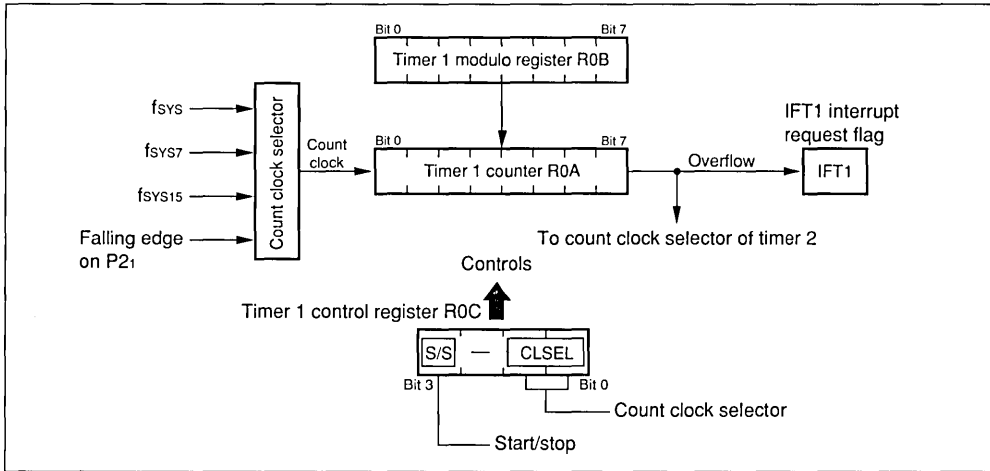 Bit 0 Bit 7
Timer 1 modulo register R0B
fSYS
fSYS7
fSYS15
Falling edge
on P21
Count clock selector
Count
clock
Bit 0 Bit 7
Timer 1 counter R0A
Overflow
IFT1 interrupt
request flag
IFT1
To count clock selector of timer 2
Controls
Timer 1 control register R0C
S/S — CLSEL
Bit 3 Bit 0
Count clock selector
Start/stop